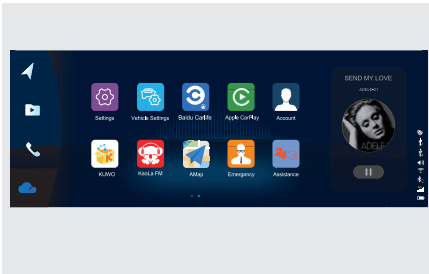 SEND MY LOVE
Settings
Vehicle Settings
Baidu Carlife
Apple CarPlay
Account
ADELE
KUWO
KaoLa FM
AMap
Emergency
Assistance